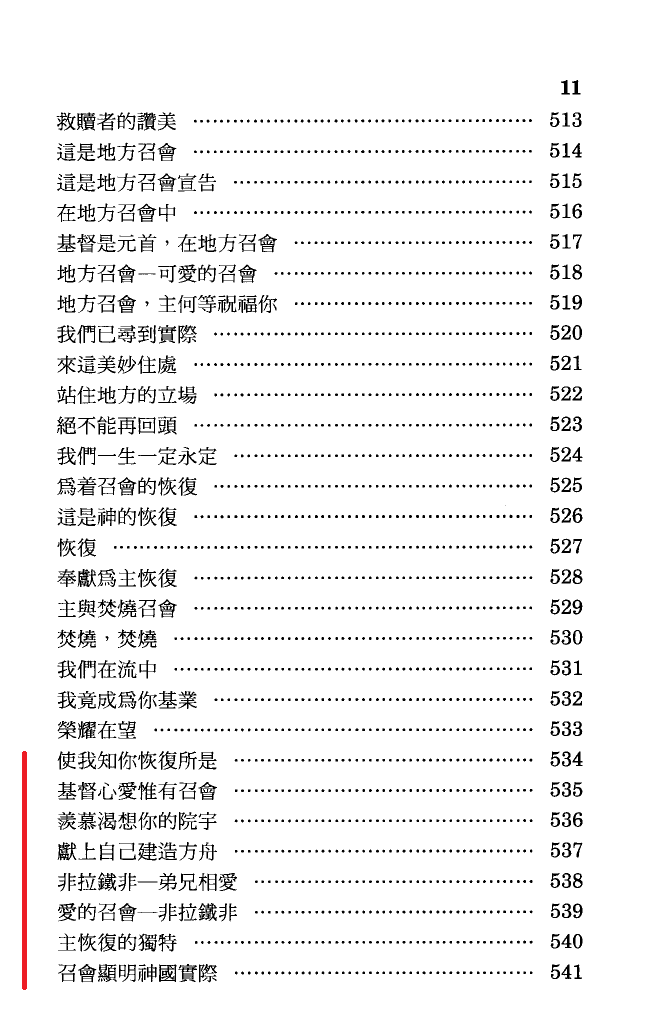 11
救贖者的讚美 ………………………………………… 513
這是地方召會 ………………………………………… 514
這是地方召會宣告 …………………………………… 515
在地方召會中 ………………………………………… 516
基督是元首，在地方召會 …………………………… 517
地方召會—可愛的召會 ……………………………… 518
地方召會，主何等祝福你 …………………………… 519
我們已尋到實際 ……………………………………… 520
來這美妙住處 ………………………………………… 521
站住地方的立場 ……………………………………… 522
絕不能再回頭 ………………………………………… 523
我們一生一定永定 …………………………………… 524
爲着召會的恢復 ……………………………………… 525
這是神的恢復 ………………………………………… 526
恢復 …………………………………………………… 527
奉獻爲主恢復 ………………………………………… 528
主與焚燒召會 ………………………………………… 529
焚燒，焚燒 …………………………………………… 530
我們在流中 …………………………………………… 531
我竟成爲你基業 ……………………………………… 532
榮耀在望 ……………………………………………… 533
使我知你恢復所是 …………………………………… 534
基督心愛惟有召會 …………………………………… 535
羨慕渴想你的院宇 …………………………………… 536
獻上自己建造方舟 …………………………………… 537
非拉鐵非—弟兄相愛 ………………………………… 538
愛的召會—非拉鐵非 ………………………………… 539
主恢復的獨特 ………………………………………… 540
召會顯明神國實際 …………………………………… 541